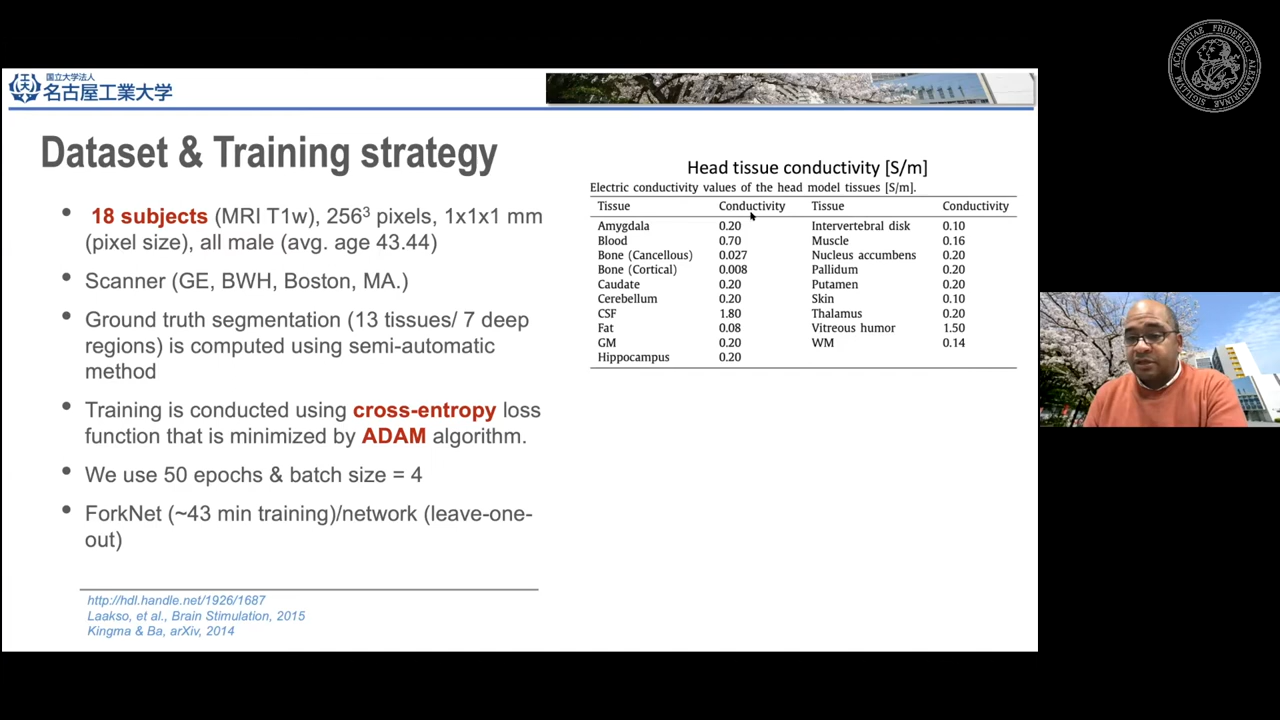 国立大学法人
名古屋工業大学
Dataset & Training strategy
• 18 subjects (MRI T1w), 256³ pixels, 1x1x1 mm
(pixel size), all male (avg. age 43.44)
• Scanner (GE, BWH, Boston, MA.)
• Ground truth segmentation (13 tissues/ 7 deep
regions) is computed using semi-automatic
method
• Training is conducted using cross-entropy loss
function that is minimized by ADAM algorithm.
• We use 50 epochs & batch size = 4
• ForkNet (~43 min training)/network (leave-one-
out)
http://hdl.handle.net/1926/1687
Laakso, et al., Brain Stimulation, 2015
Kingma & Ba, arXiv, 2014
Head tissue conductivity [S/m]
Electric conductivity values of the head model tissues [S/m].
Tissue Conductivity Tissue Conductivity
Amygdala 0.20 Intervertebral disk 0.10
Blood 0.70 Muscle 0.16
Bone (Cancellous) 0.027 Nucleus accumbens 0.20
Bone (Cortical) 0.008 Pallidum 0.20
Caudate 0.20 Putamen 0.20
Cerebellum 0.20 Skin 0.10
CSF 1.80 Thalamus 0.20
Fat 0.08 Vitreous humor 1.50
GM 0.20 WM 0.14
Hippocampus 0.20
SIGILVM ACADEMIAE FRIDERICO ALEXANDRINAE